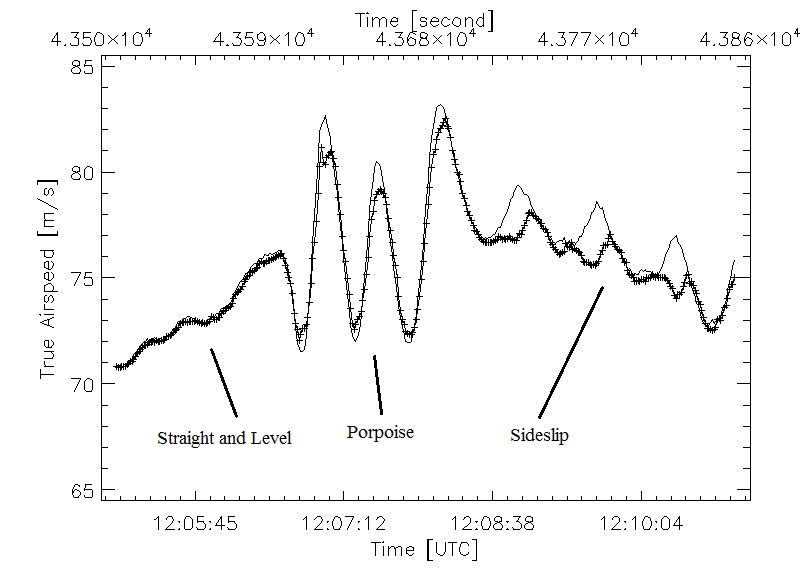 Time [second]
4.350×10⁴ 4.359×10⁴ 4.368×10⁴ 4.377×10⁴ 4.386×10⁴
85
80
75
70
65
True Airspeed [m/s]
Straight and Level
Porpoise
Sideslip
12:05:45 12:07:12 12:08:38 12:10:04
Time [UTC]